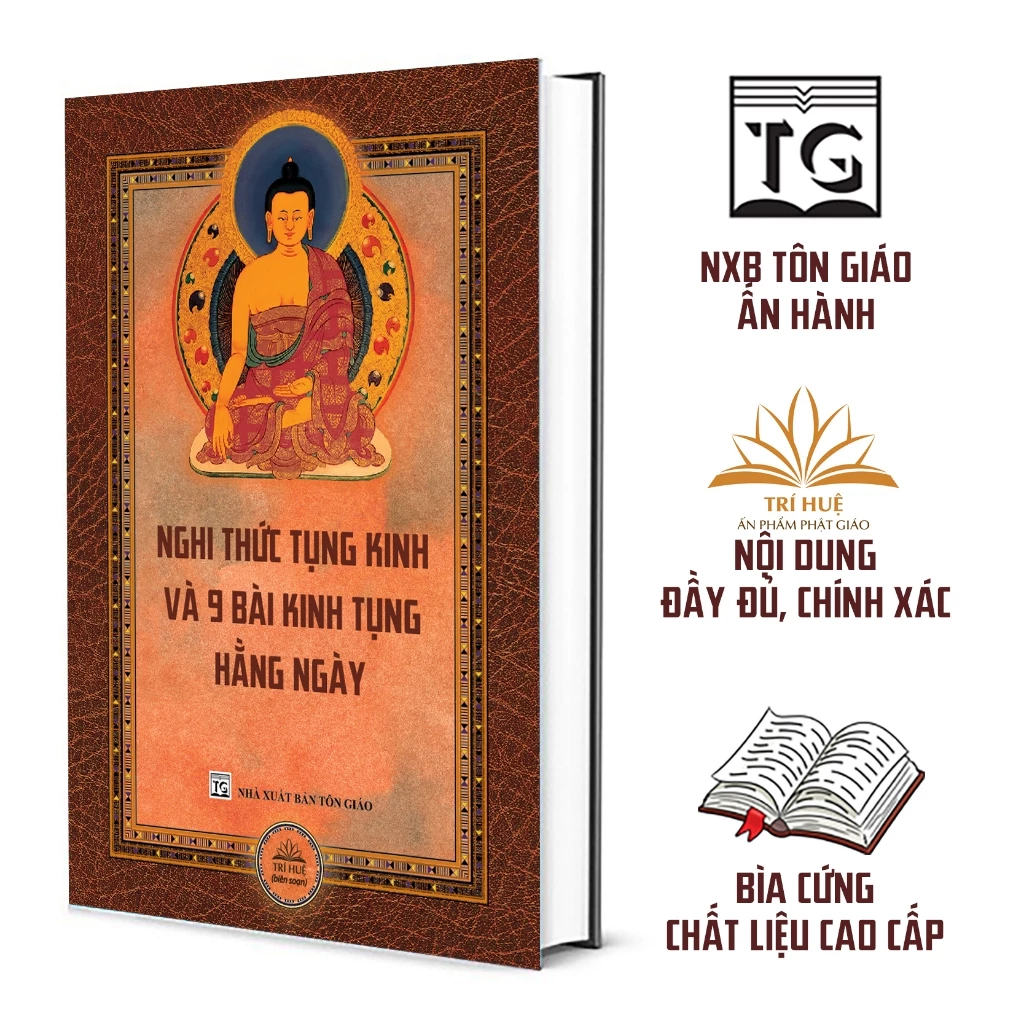 NGHI THỨC TỤNG KINH
VÀ 9 BÀI KINH TỤNG
HẰNG NGÀY
TG
NHÀ XUẤT BẢN TÔN GIÁO
TRÍ HUỆ
(biên soạn)
TG
NXB TÔN GIÁO
ẤN HÀNH
TRÍ HUỆ
ẤN PHẨM PHẬT GIÁO
NỘI DUNG
ĐẦY ĐỦ, CHÍNH XÁC
BÌA CỨNG
CHẤT LIỆU CAO CẤP